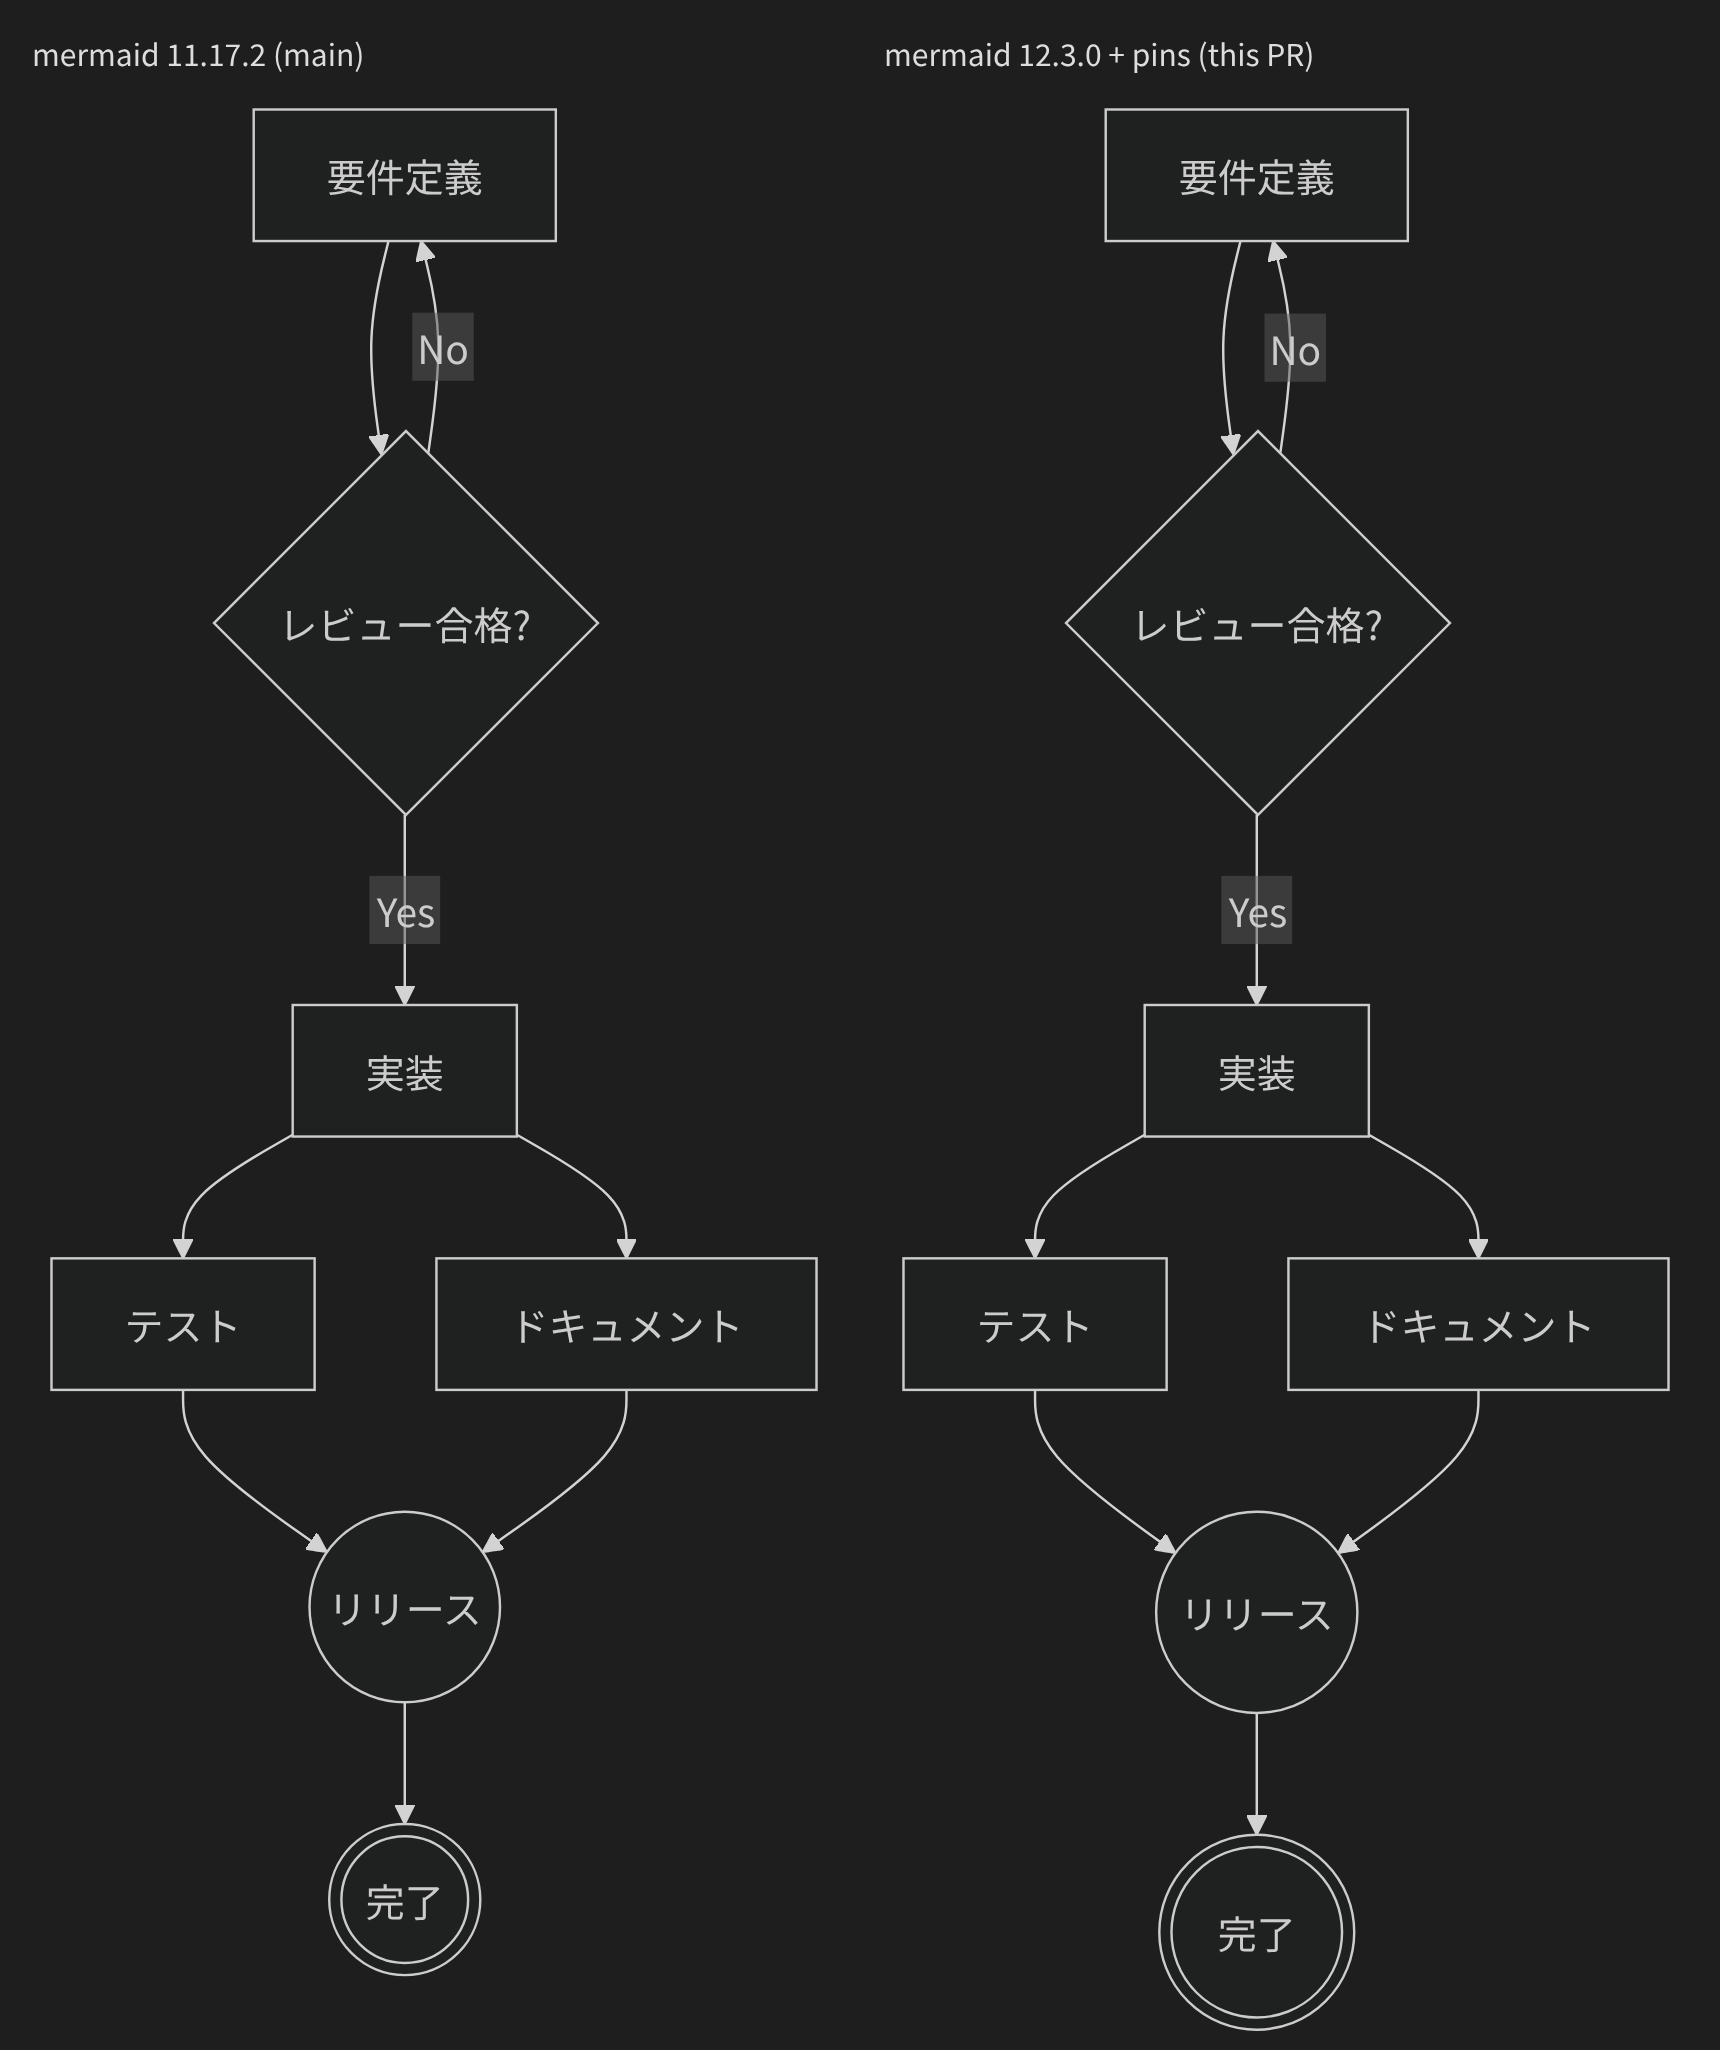 mermaid 11.17.2 (main)
要件定義
No
レビュー合格?
Yes
実装
テスト
ドキュメント
リリース
完了
mermaid 12.3.0 + pins (this PR)
要件定義
No
レビュー合格?
Yes
実装
テスト
ドキュメント
リリース
完了